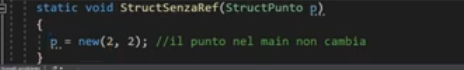 static void StructSenzaRef(StructPunto p)
{
p = new(2, 2); //il punto nel main non cambia
}